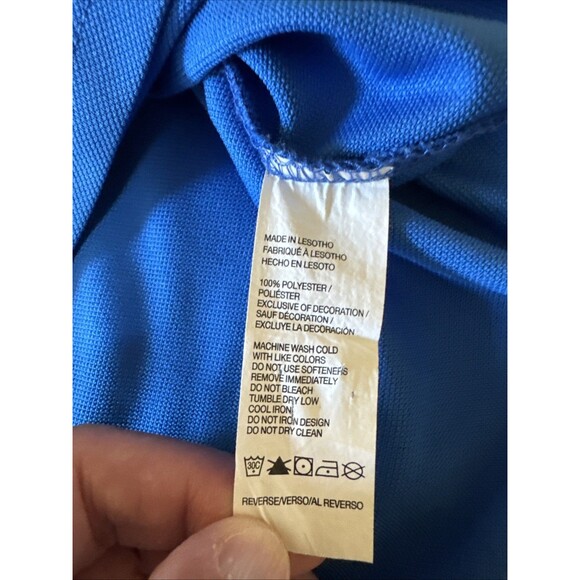 MADE IN LESOTHO
FABRIQUÉ À LESOTHO
HECHO EN LESOTO
100% POLYESTER /
POLIÉSTER
EXCLUSIVE OF DECORATION /
SAUF DÉCORATION /
EXCLUYE LA DECORACIÓN
MACHINE WASH COLD
WITH LIKE COLORS
DO NOT USE SOFTENERS
REMOVE IMMEDIATELY
DO NOT BLEACH
TUMBLE DRY LOW
COOL IRON
DO NOT IRON DESIGN
DO NOT DRY CLEAN
30C
REVERSE/VERSO/AL REVERSO